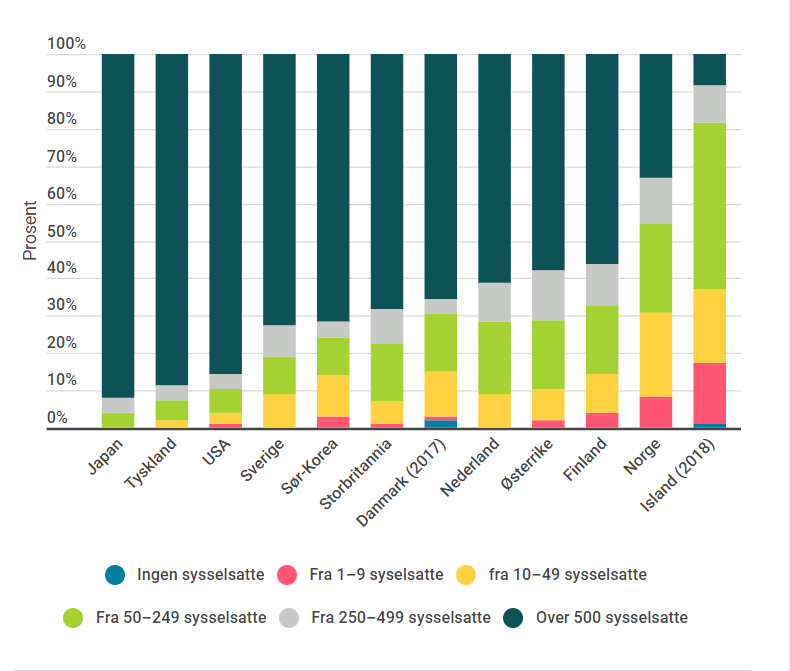 100%
90%
80%
70%
60%
50%
40%
30%
20%
10%
0%
Prosent
Japan
Tyskland
USA
Sverige
Sør-Korea
Storbritannia
Danmark (2017)
Nederland
Østerrike
Finland
Norge
Island (2018)
Ingen sysselsatte
Fra 1–9 syselsatte
fra 10–49 sysselsatte
Fra 50–249 sysselsatte
Fra 250–499 sysselsatte
Over 500 sysselsatte